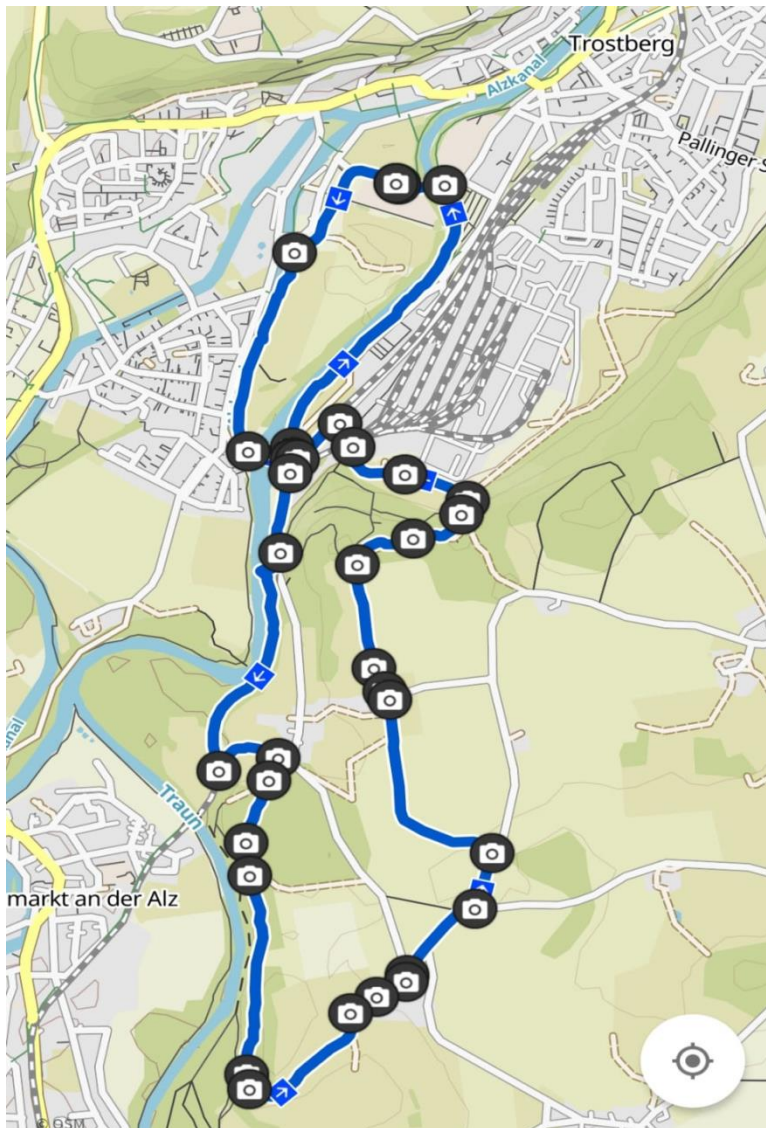 Trostberg
Alzkanal
Pallinger S
anal
Traun
markt an der Alz
© OSM